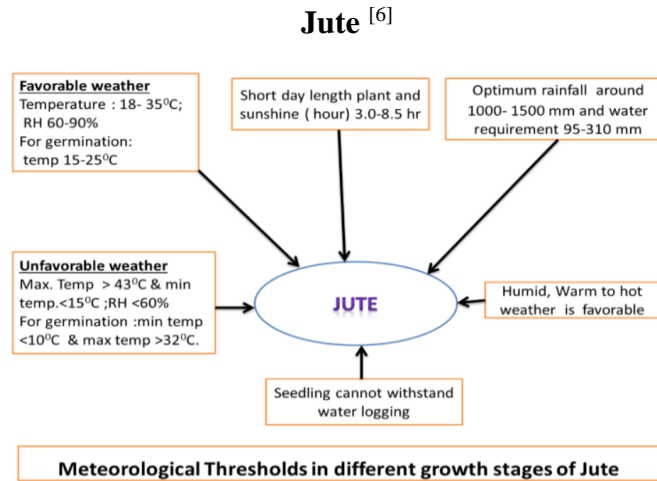 Jute [6]
Favorable weather
Temperature : 18- 35⁰C;
RH 60-90%
For germination:
temp 15-25⁰C
Short day length plant and
sunshine ( hour) 3.0-8.5 hr
Optimum rainfall around
1000- 1500 mm and water
requirement 95-310 mm
Unfavorable weather
Max. Temp > 43⁰C & min
temp.<15⁰C ;RH <60%
For germination :min temp
<10⁰C & max temp >32⁰C.
JUTE
Humid, Warm to hot
weather is favorable
Seedling cannot withstand
water logging
Meteorological Thresholds in different growth stages of Jute